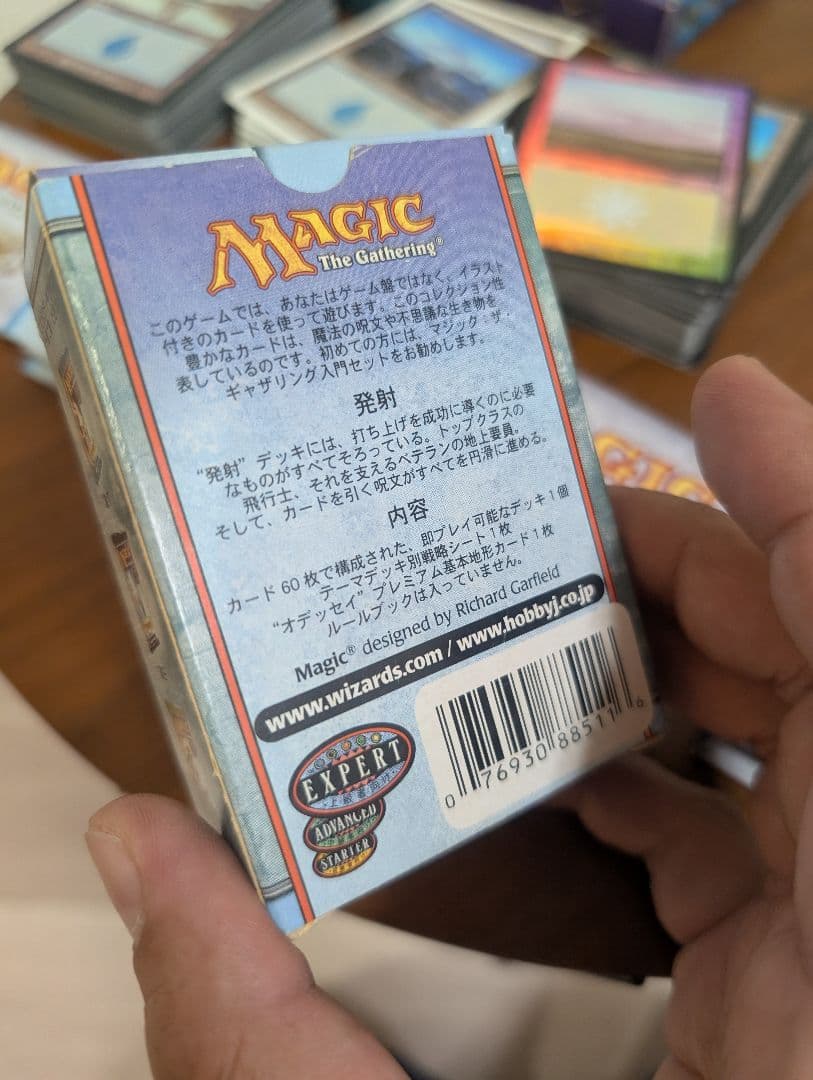 MAGIC
The Gathering®
このゲームでは、あなたはゲーム盤ではなく、イラスト
付きのカードを使って遊びます。このコレクション性
豊かなカードは、魔法の呪文や不思議な生き物を
表しているのです。初めての方には、マジック・ザ・
ギャザリング入門セットをお勧めします。
発射
“発射” デッキには、打ち上げを成功に導くのに必要
なものがすべてそろっている。トップクラスの
飛行士、それを支えるベテランの地上要員。
そして、カードを引く呪文がすべてを円滑に進める。
内容
カード 60 枚で構成された、即プレイ可能なデッキ 1 個
テーマデッキ別戦略シート 1 枚
“オデッセイ” プレミアム基本地形カード 1 枚
ルールブックは入っていません。
Magic® designed by Richard Garfield
www.wizards.com / www.hobbyj.co.jp
EXPERT
上級者向け
ADVANCED
STARTER
0 76930 88511 6